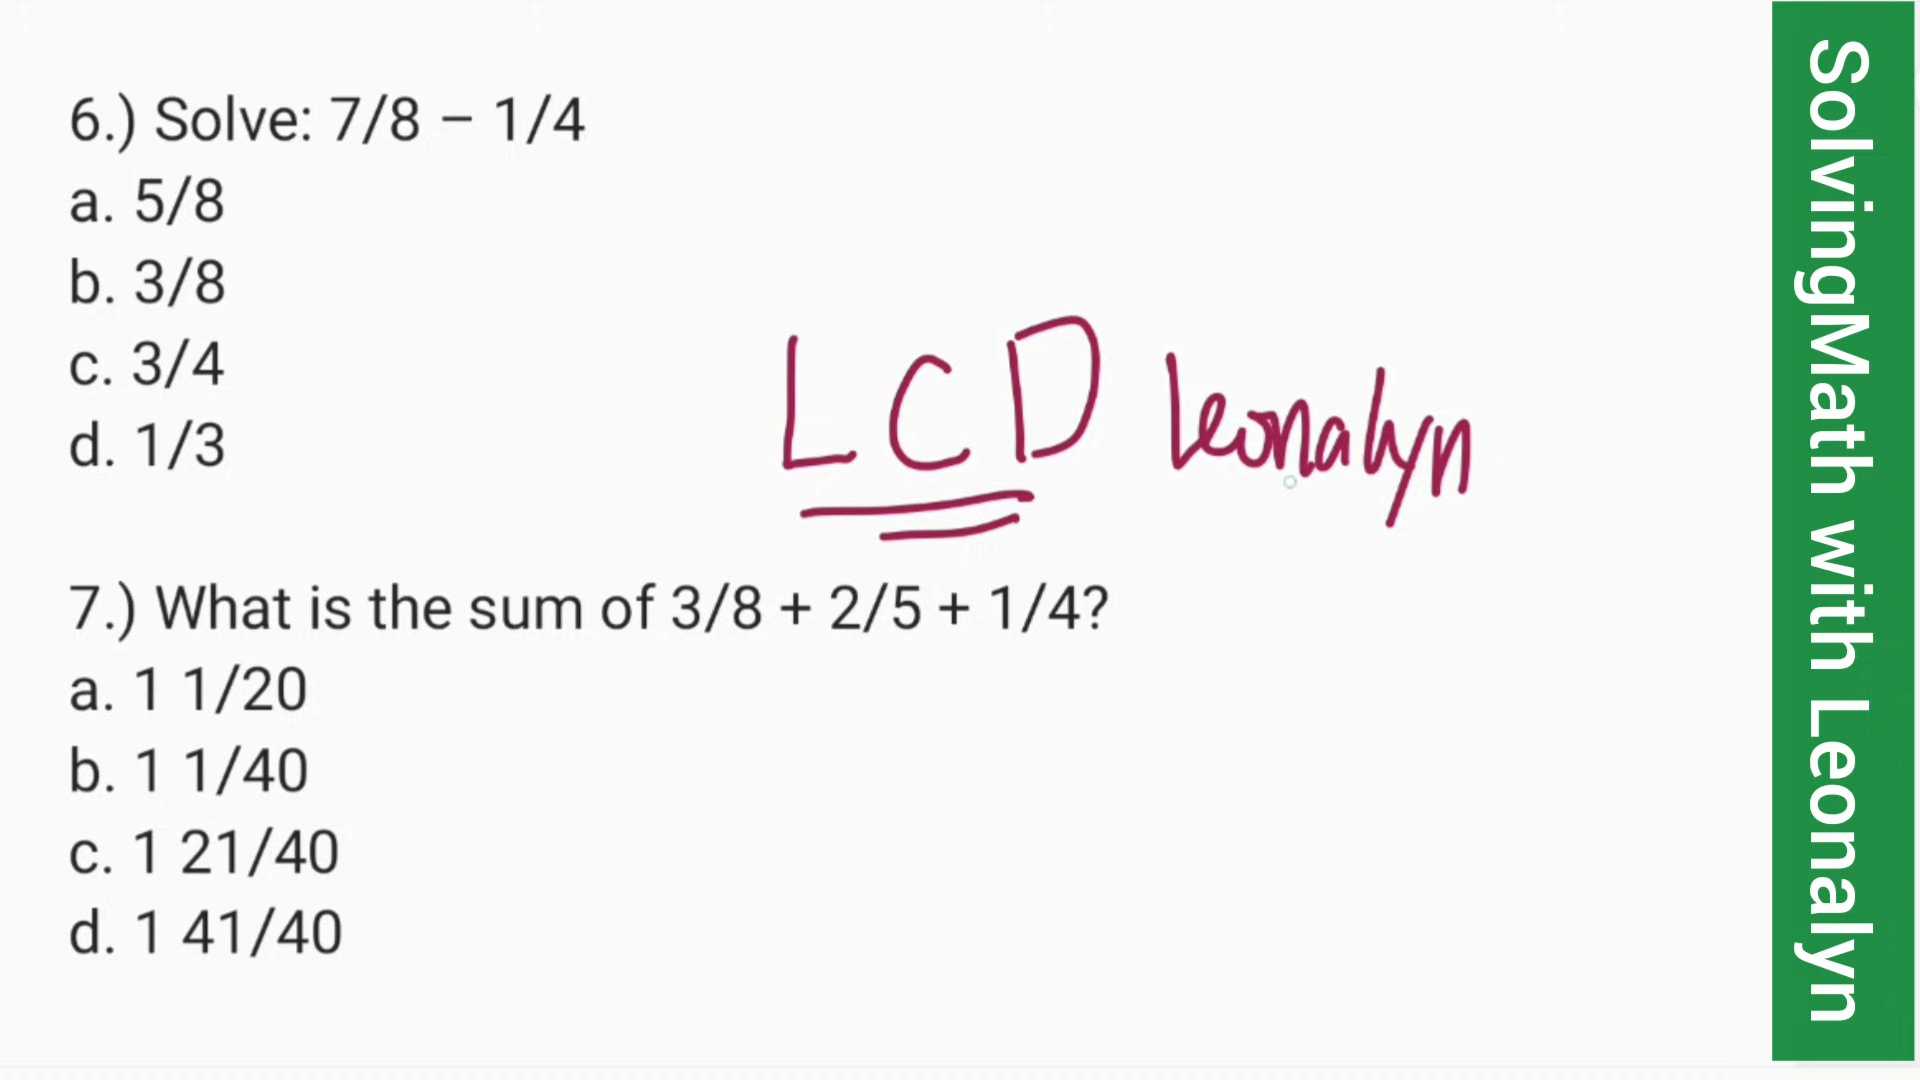 6.) Solve: 7/8 – 1/4
a. 5/8
b. 3/8
c. 3/4
d. 1/3
LCD Leonalyn
7.) What is the sum of 3/8 + 2/5 + 1/4?
a. 1 1/20
b. 1 1/40
c. 1 21/40
d. 1 41/40
SolvingMath with Leonalyn